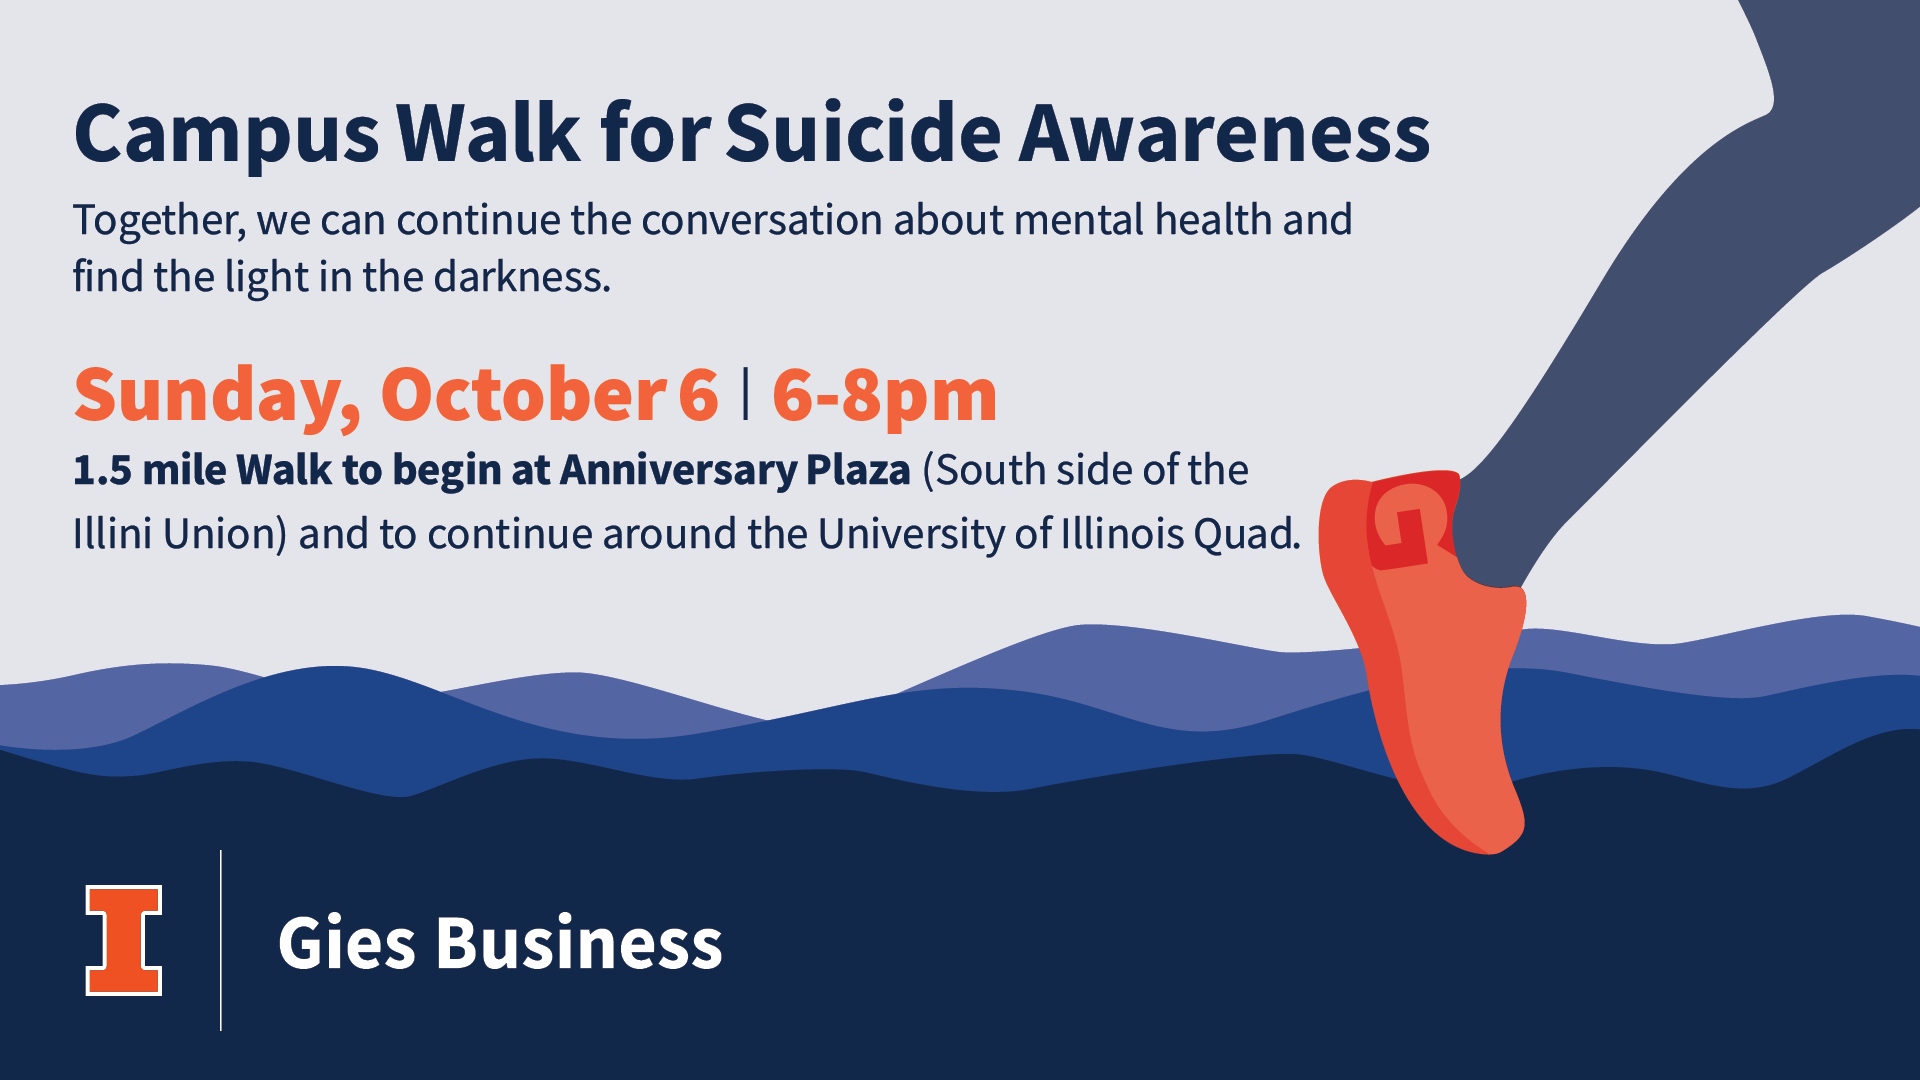 Campus Walk for Suicide Awareness
Together, we can continue the conversation about mental health and
find the light in the darkness.
Sunday, October 6 | 6-8pm
1.5 mile Walk to begin at Anniversary Plaza (South side of the
Illini Union) and to continue around the University of Illinois Quad.
G
I
Gies Business